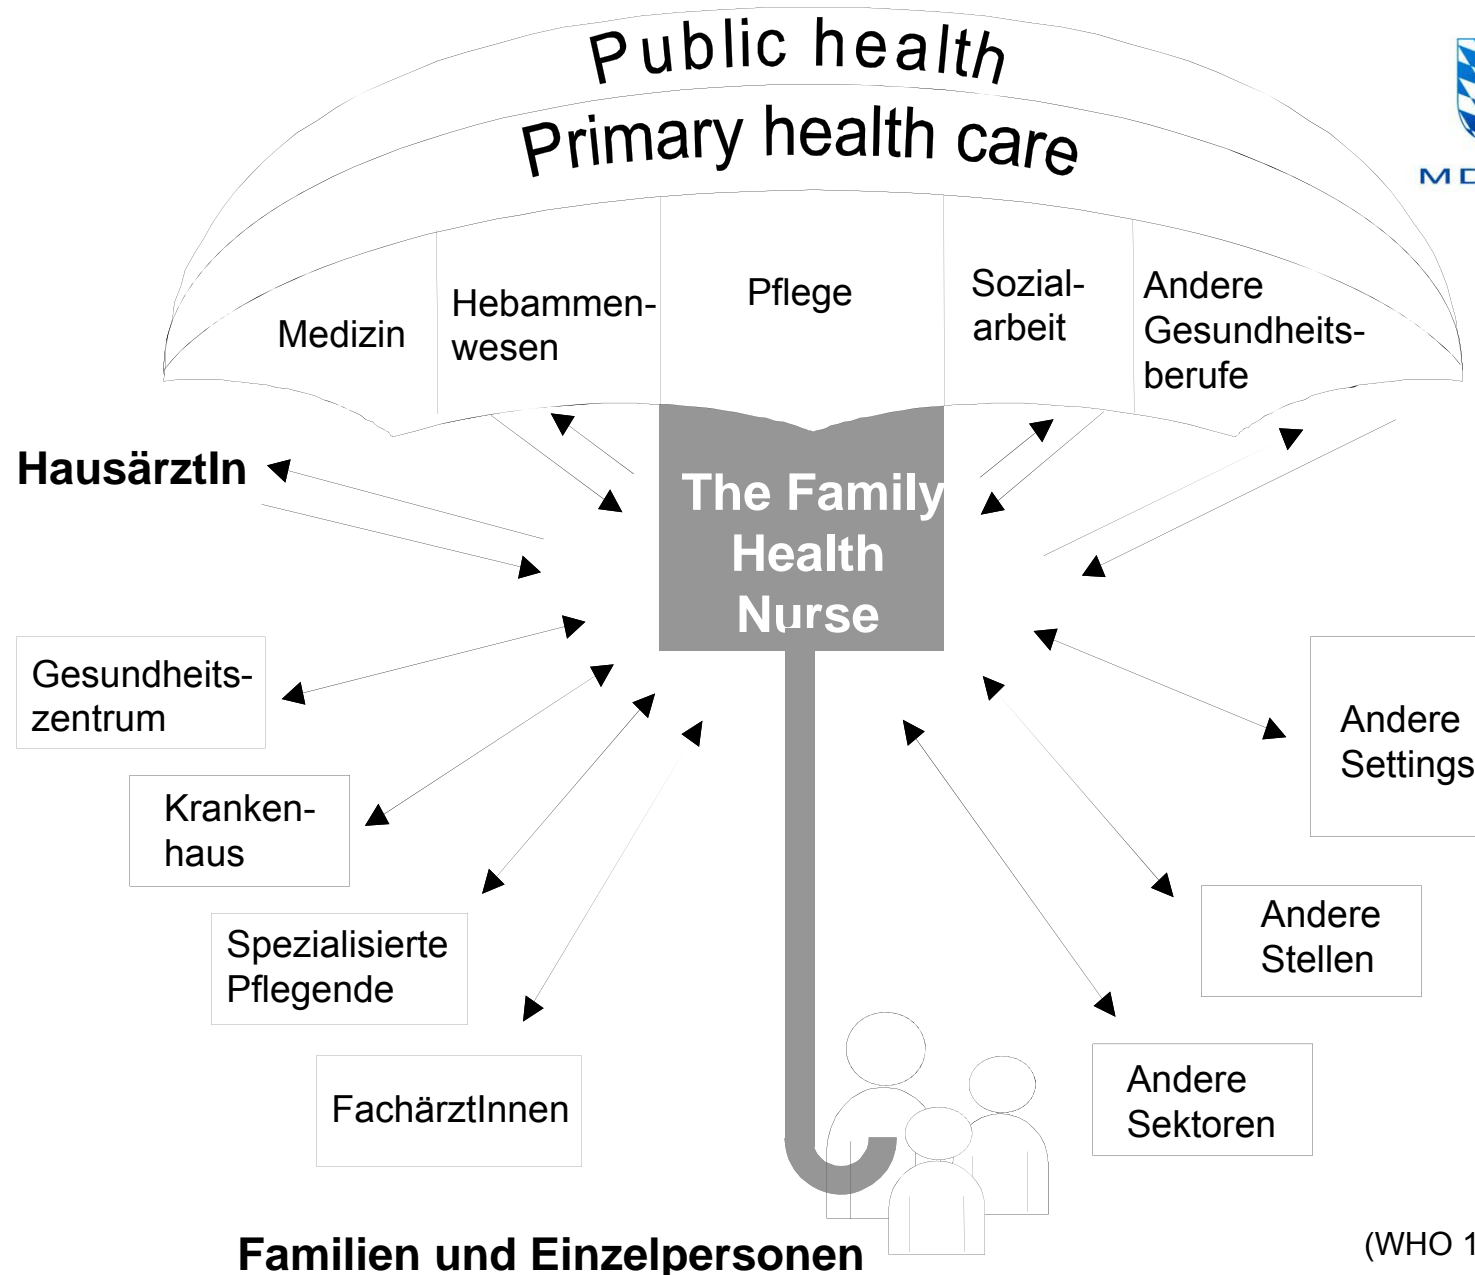 Public health
Primary health care
Medizin
Hebammen-
wesen
Pflege
Sozial-
arbeit
Andere
Gesundheits-
berufe
HausärztIn
The Family
Health
Nurse
Gesundheits-
zentrum
Kranken-
haus
Spezialisierte
Pflegende
FachärztInnen
Andere
Settings
Andere
Stellen
Andere
Sektoren
Familien und Einzelpersonen
(WHO